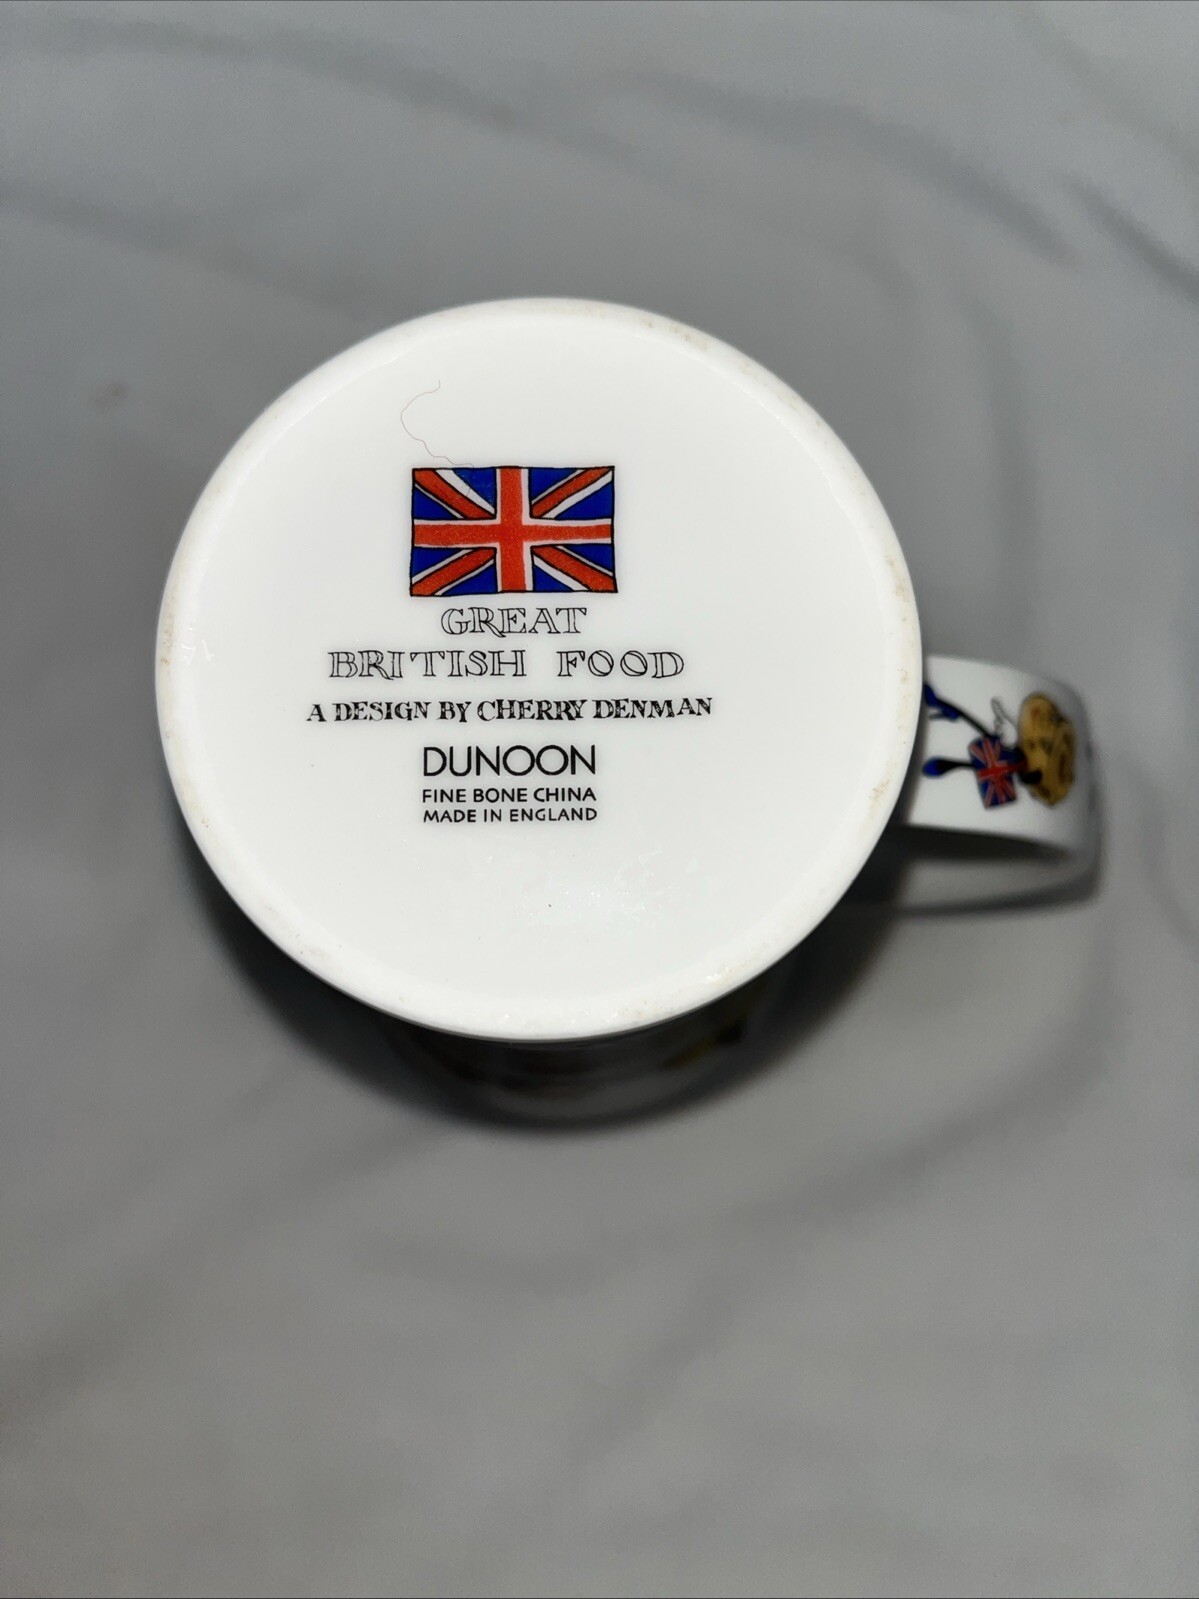 GREAT
BRITISH FOOD
A DESIGN BY CHERRY DENMAN
DUNOON
FINE BONE CHINA
MADE IN ENGLAND